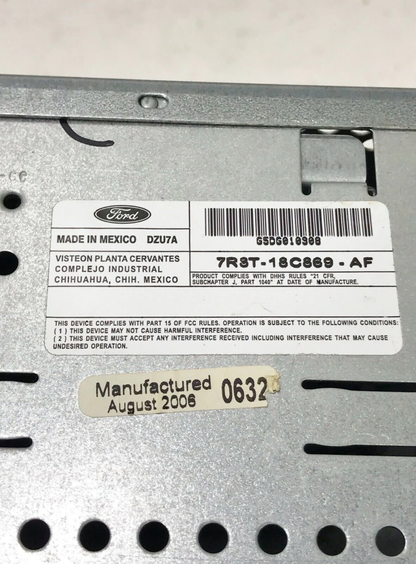 Ford
MADE IN MEXICO DZU7A
VISTEON PLANTA CERVANTES
COMPLEJO INDUSTRIAL
CHIHUAHUA, CHIH. MEXICO
G5DG010908
7R3T-18C869-AF
PRODUCT COMPLIES WITH DHHS RULES "21 CFR,
SUBCHAPTER J, PART 1040" AT DATE OF MANUFACTURE.
THIS DEVICE COMPLIES WITH PART 15 OF FCC RULES. OPERATION IS SUBJECT TO THE FOLLOWING CONDITIONS:
( 1 ) THIS DEVICE MAY NOT CAUSE HARMFUL INTERFERENCE.
( 2 ) THIS DEVICE MUST ACCEPT ANY INTERFERENCE RECEIVED INCLUDING INTERFERENCE THAT MAY CAUSE
UNDESIRED OPERATION.
Manufactured
August 2006
0632